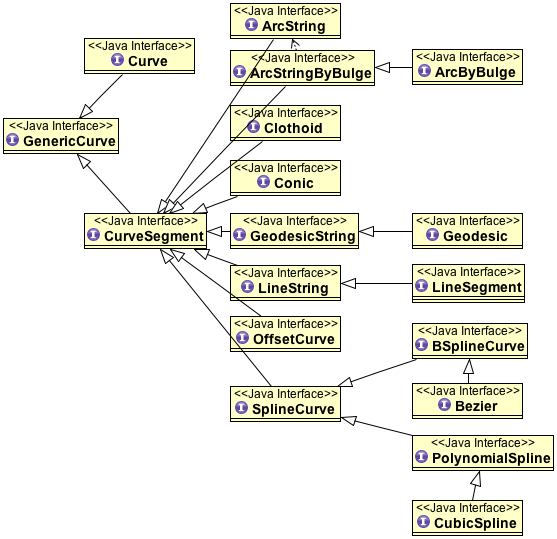 <<Java Interface>>
ArcString
<<Java Interface>>
Curve
<<Java Interface>>
ArcStringByBulge
<<Java Interface>>
ArcByBulge
<<Java Interface>>
GenericCurve
<<Java Interface>>
Clothoid
<<Java Interface>>
Conic
<<Java Interface>>
CurveSegment
<<Java Interface>>
GeodesicString
<<Java Interface>>
Geodesic
<<Java Interface>>
LineString
<<Java Interface>>
LineSegment
<<Java Interface>>
OffsetCurve
<<Java Interface>>
BSplineCurve
<<Java Interface>>
SplineCurve
<<Java Interface>>
Bezier
<<Java Interface>>
PolynomialSpline
<<Java Interface>>
CubicSpline